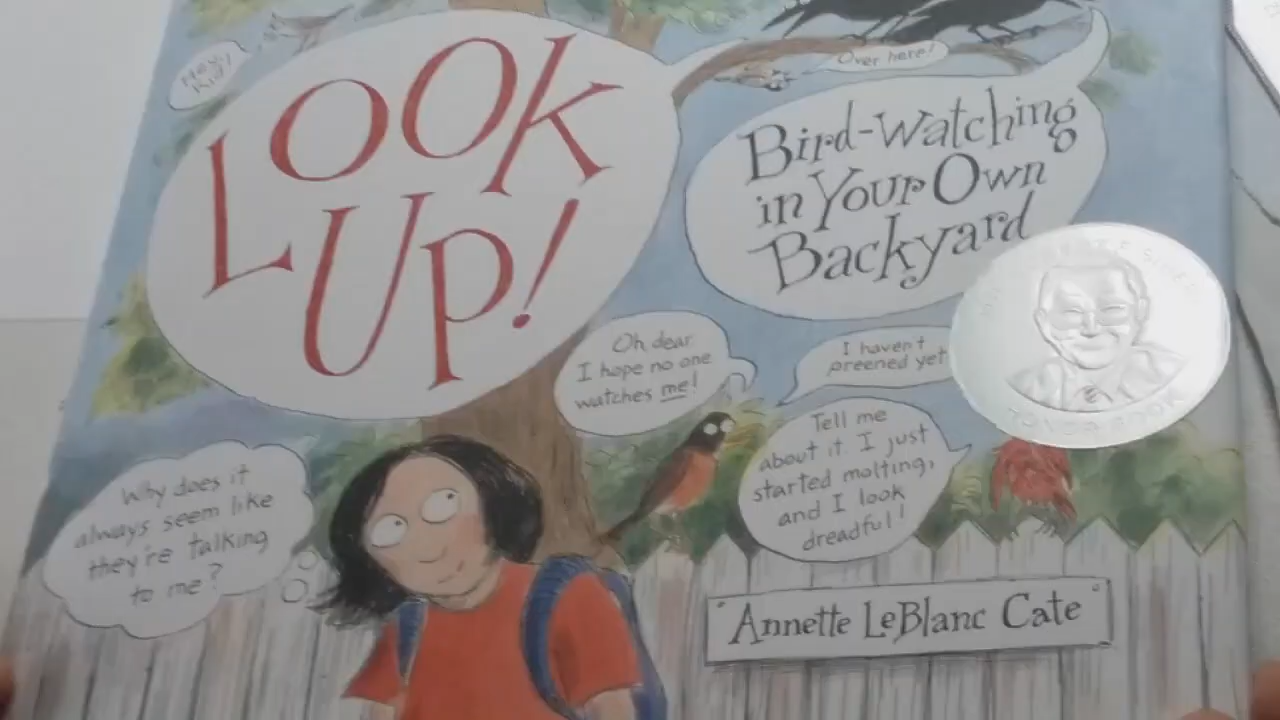 Hey, Kid!
LOOK
UP!
Over here!
Bird-Watching
in Your Own
Backyard
Oh, dear
I hope no one
watches me!
I haven't
preened yet
Tell me
about it. I just
started molting,
and I look
dreadful!
Why does it
always seem like
they're talking
to me?
Annette LeBlanc Cate
HONOR BOOK